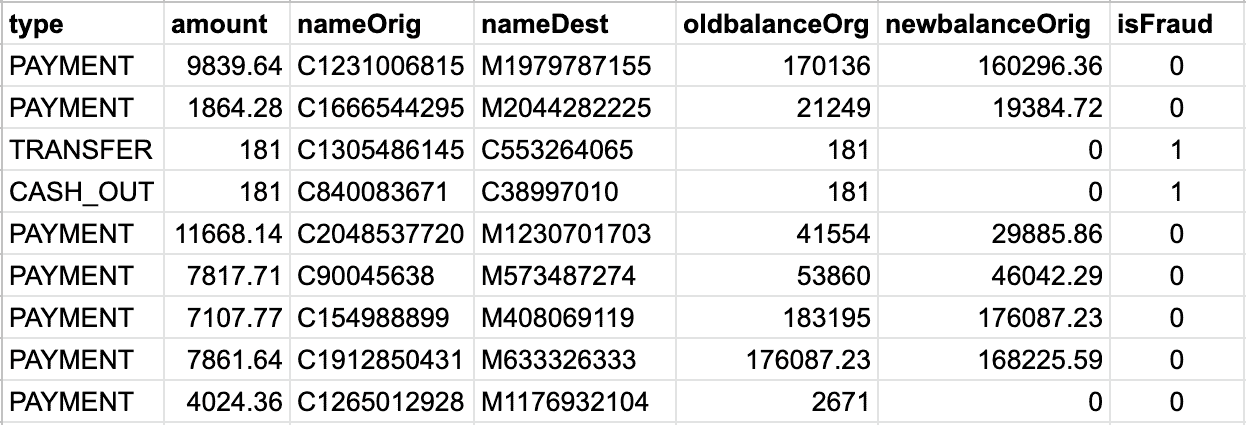 type amount nameOrig nameDest oldbalanceOrg newbalanceOrig isFraud
PAYMENT 9839.64 C1231006815 M1979787155 170136 160296.36 0
PAYMENT 1864.28 C1666544295 M2044282225 21249 19384.72 0
TRANSFER 181 C1305486145 C553264065 181 0 1
CASH_OUT 181 C840083671 C38997010 181 0 1
PAYMENT 11668.14 C2048537720 M1230701703 41554 29885.86 0
PAYMENT 7817.71 C90045638 M573487274 53860 46042.29 0
PAYMENT 7107.77 C154988899 M408069119 183195 176087.23 0
PAYMENT 7861.64 C1912850431 M633326333 176087.23 168225.59 0
PAYMENT 4024.36 C1265012928 M1176932104 2671 0 0